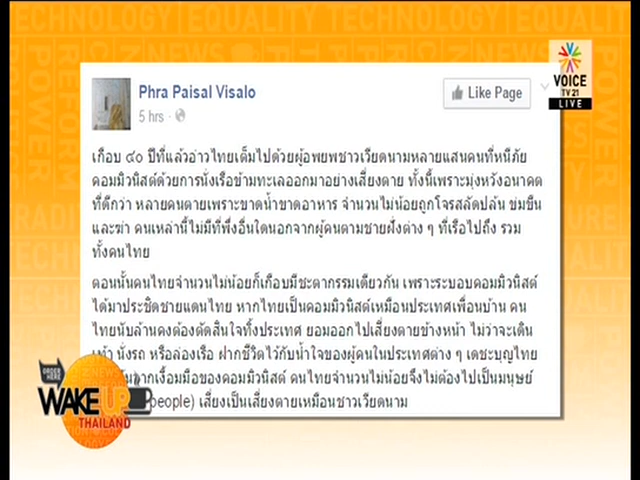 TECHNOLOGY EQUALITY TECHNOLOGY EQUALITY
VOICE
TV 21
LIVE
Phra Paisal Visalo
5 hrs
Like Page
เกือบ ๔๐ ปีที่แล้วอ่าวไทยเต็มไปด้วยผู้อพยพชาวเวียดนามหลายแสนคนที่หนีภัย
คอมมิวนิสต์ด้วยการนั่งเรือข้ามทะเลออกมาอย่างเสี่ยงตาย ทั้งนี้เพราะมุ่งหวังอนาคต
ที่ดีกว่า หลายคนตายเพราะขาดน้ำขาดอาหาร จำนวนไม่น้อยถูกโจรสลัดปล้น ข่มขืน
และฆ่า คนเหล่านี้ไม่มีที่พึ่งอื่นใดนอกจากผู้คนตามชายฝั่งต่าง ๆ ที่เรือไปถึง รวม
ทั้งคนไทย
ตอนนั้นคนไทยจำนวนไม่น้อยก็เกือบมีชะตากรรมเดียวกัน เพราะระบอบคอมมิวนิสต์
ได้มาประชิดชายแดนไทย หากไทยเป็นคอมมิวนิสต์เหมือนประเทศเพื่อนบ้าน คน
ไทยนับล้านคงต้องตัดสินใจทิ้งประเทศ ยอมออกไปเสี่ยงตายข้างหน้า ไม่ว่าจะเดิน
เท้า นั่งรถ หรือล่องเรือ ฝากชีวิตไว้กับน้ำใจของผู้คนในประเทศต่าง ๆ เดชะบุญไทย
จากเงื้อมมือของคอมมิวนิสต์ คนไทยจำนวนไม่น้อยจึงไม่ต้องไปเป็นมนุษย์
people) เสี่ยงเป็นเสี่ยงตายเหมือนชาวเวียดนาม
ORDER HERE
WAKE UP
THAILAND